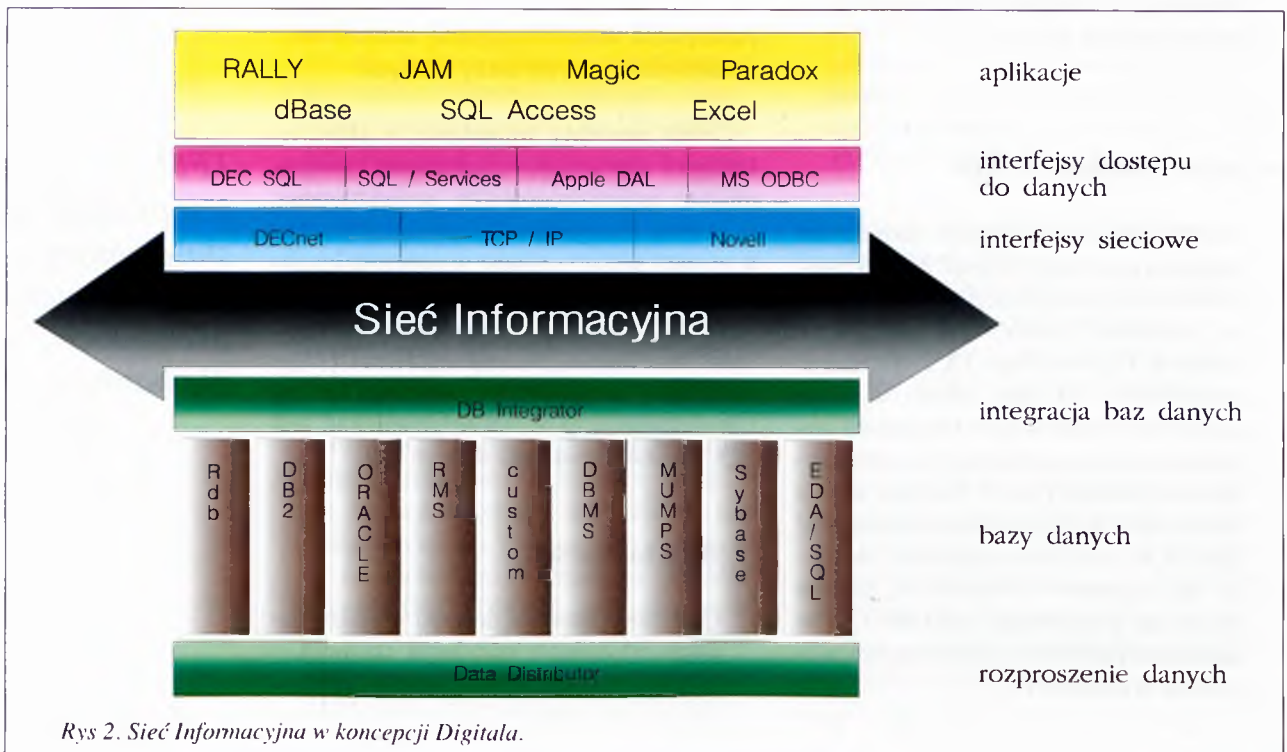 RALLY JAM Magic Paradox
dBase SQL Access Excel
aplikacje
DEC SQL SQL / Services Apple DAL MS ODBC
interfejsy dostępu
do danych
DECnet TCP / IP Novell
interfejsy sieciowe
Sieć Informacyjna
DB Integrator
integracja baz danych
Rdb
DB2
ORACLE
RMS
custom
DBMS
MUMPS
Sybase
EDA/SQL
bazy danych
Data Distributor
rozproszenie danych
Rys 2. Sieć Informacyjna w koncepcji Digitala.